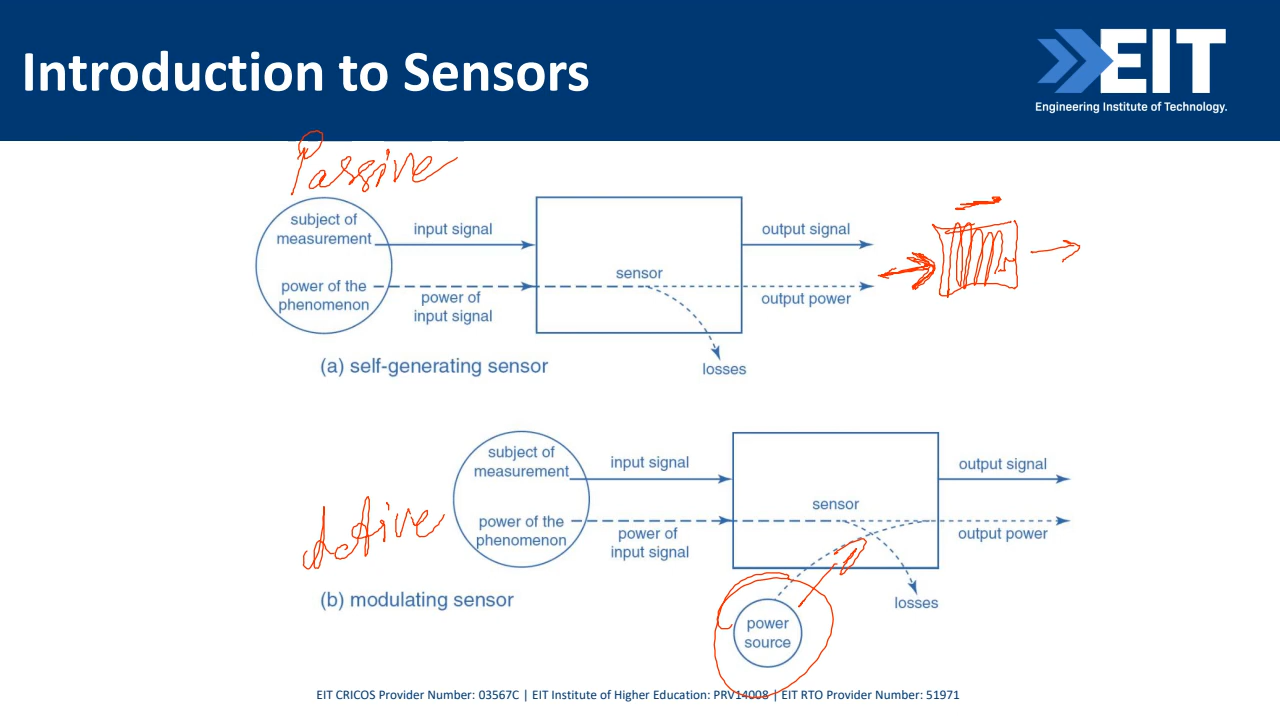 Introduction to Sensors
EIT
Engineering Institute of Technology.
Passive
subject of
measurement
input signal
output signal
power of the
phenomenon
power of
input signal
sensor
output power
losses
(a) self-generating sensor
subject of
measurement
input signal
output signal
Active
power of the
phenomenon
power of
input signal
sensor
output power
losses
(b) modulating sensor
power
source
EIT CRICOS Provider Number: 03567C | EIT Institute of Higher Education: PRV14008 | EIT RTO Provider Number: 51971